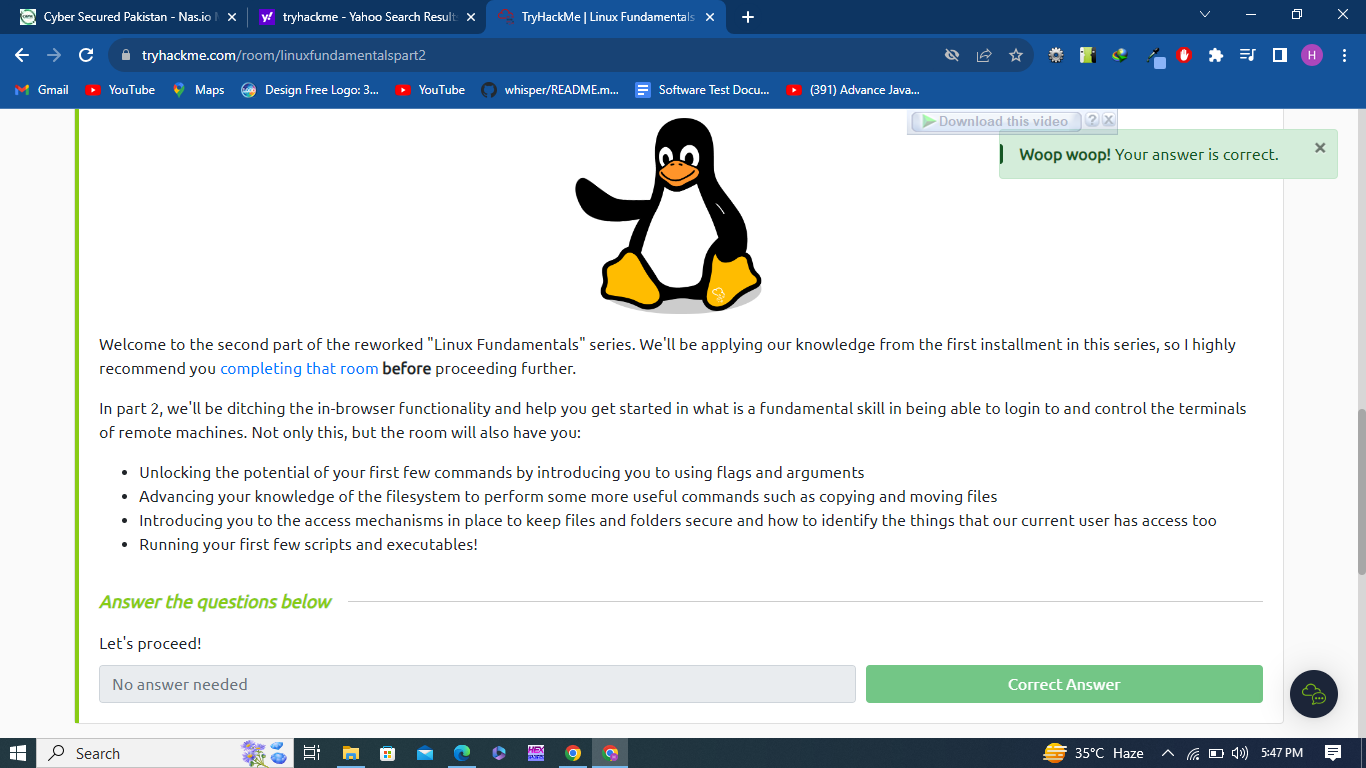 Cyber Secured Pakistan - Nas.io
tryhackme - Yahoo Search Results
TryHackMe | Linux Fundamentals
tryhackme.com/room/linuxfundamentalspart2
H
Gmail
YouTube
Maps
Design Free Logo: 3...
YouTube
whisper/README.m...
Software Test Docu...
(391) Advance Java...
Download this video
?
Woop woop! Your answer is correct.
Welcome to the second part of the reworked "Linux Fundamentals" series. We'll be applying our knowledge from the first installment in this series, so I highly
recommend you completing that room before proceeding further.
In part 2, we'll be ditching the in-browser functionality and help you get started in what is a fundamental skill in being able to login to and control the terminals
of remote machines. Not only this, but the room will also have you:
• Unlocking the potential of your first few commands by introducing you to using flags and arguments
• Advancing your knowledge of the filesystem to perform some more useful commands such as copying and moving files
• Introducing you to the access mechanisms in place to keep files and folders secure and how to identify the things that our current user has access too
• Running your first few scripts and executables!
Answer the questions below
Let's proceed!
No answer needed
Correct Answer
Search
35°C Haze
5:47 PM